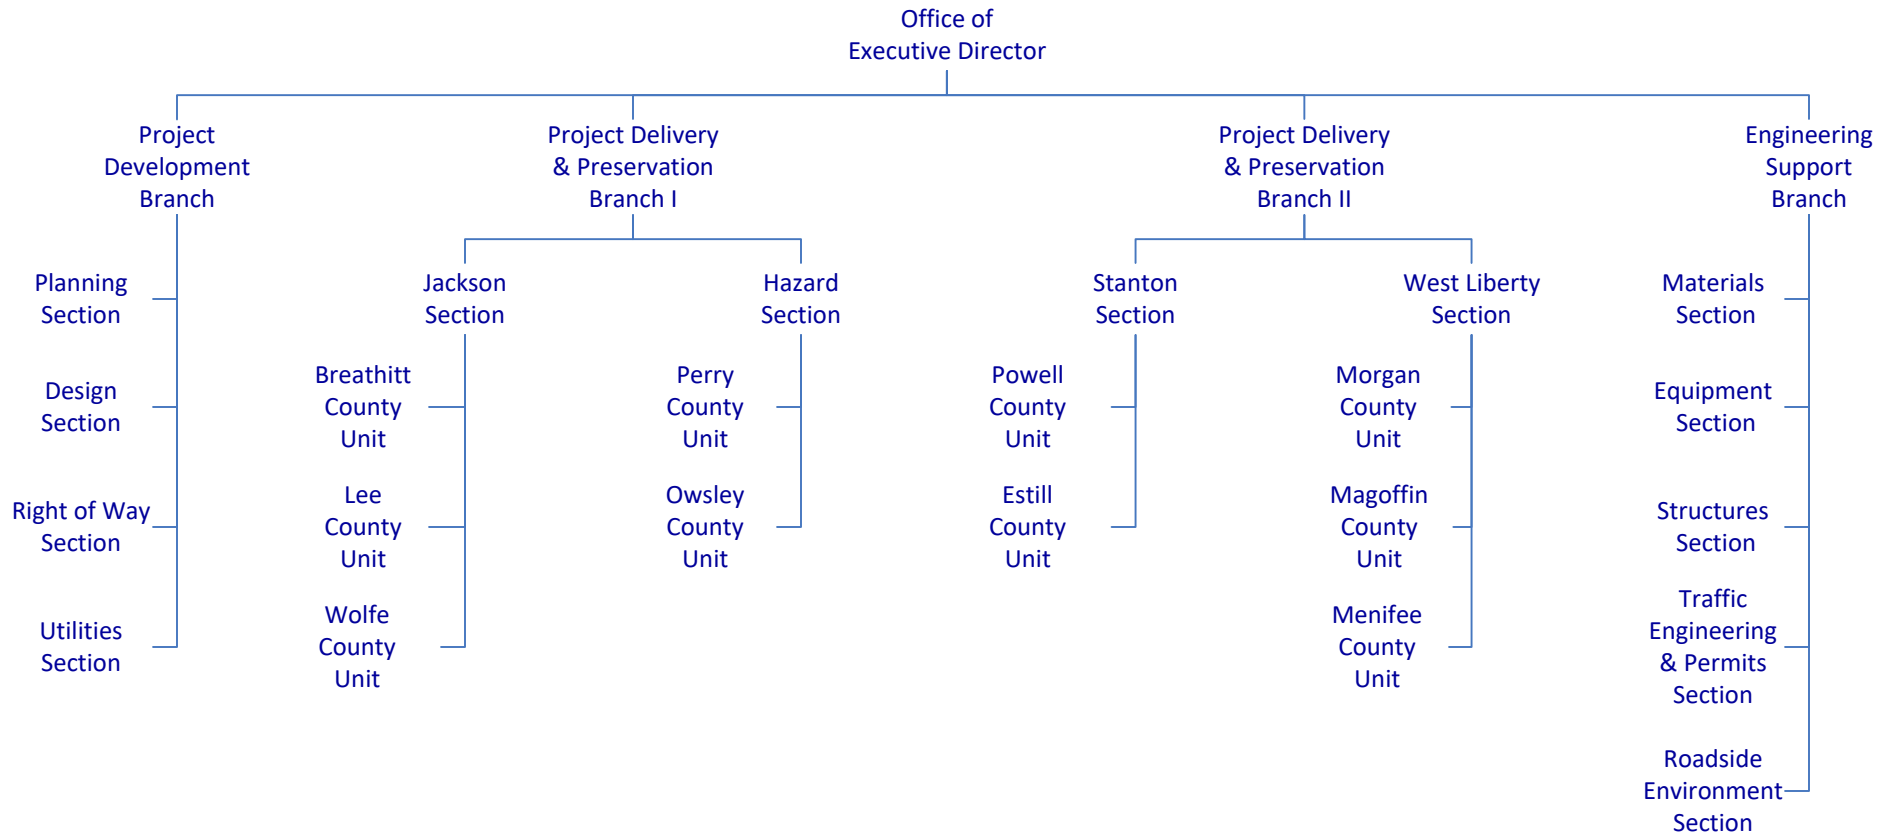 Office of
Executive Director
Project
Development
Branch
Project Delivery
& Preservation
Branch I
Project Delivery
& Preservation
Branch II
Engineering
Support
Branch
Planning
Section
Design
Section
Right of Way
Section
Utilities
Section
Jackson
Section
Breathitt
County
Unit
Lee
County
Unit
Wolfe
County
Unit
Hazard
Section
Perry
County
Unit
Owsley
County
Unit
Stanton
Section
Powell
County
Unit
Estill
County
Unit
West Liberty
Section
Morgan
County
Unit
Magoffin
County
Unit
Menifee
County
Unit
Materials
Section
Equipment
Section
Structures
Section
Traffic
Engineering
& Permits
Section
Roadside
Environment
Section